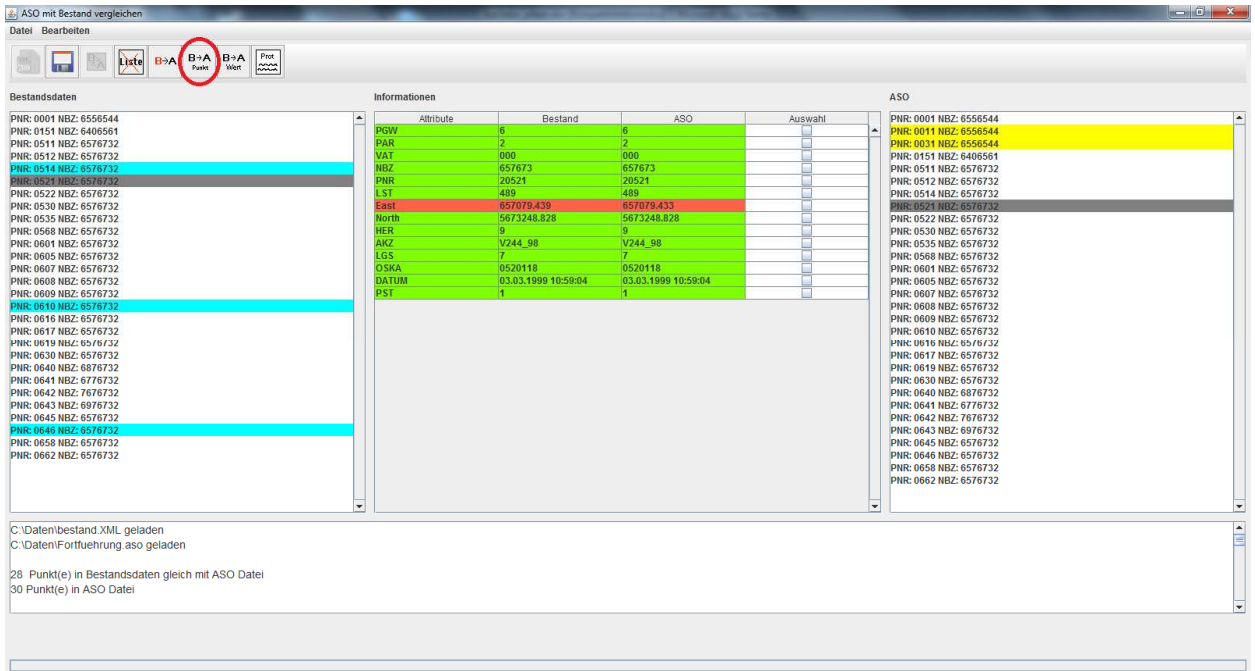 ASO mit Bestand vergleichen
Datei Bearbeiten
Liste B→A B→A Punkt B→A Wert Prot
Bestandsdaten
PNR: 0001 NBZ: 6556544
PNR: 0151 NBZ: 6406561
PNR: 0511 NBZ: 6576732
PNR: 0512 NBZ: 6576732
PNR: 0514 NBZ: 6576732
PNR: 0521 NBZ: 6576732
PNR: 0522 NBZ: 6576732
PNR: 0530 NBZ: 6576732
PNR: 0535 NBZ: 6576732
PNR: 0568 NBZ: 6576732
PNR: 0601 NBZ: 6576732
PNR: 0605 NBZ: 6576732
PNR: 0607 NBZ: 6576732
PNR: 0608 NBZ: 6576732
PNR: 0609 NBZ: 6576732
PNR: 0610 NBZ: 6576732
PNR: 0616 NBZ: 6576732
PNR: 0617 NBZ: 6576732
PNR: 0619 NBZ: 6576732
PNR: 0630 NBZ: 6576732
PNR: 0640 NBZ: 6876732
PNR: 0641 NBZ: 6776732
PNR: 0642 NBZ: 7676732
PNR: 0643 NBZ: 6976732
PNR: 0645 NBZ: 6576732
PNR: 0646 NBZ: 6576732
PNR: 0658 NBZ: 6576732
PNR: 0662 NBZ: 6576732
Informationen
Attribute Bestand ASO Auswahl
PGW 6 6
PAR 2 2
VAT 000 000
NBZ 657673 657673
PNR 20521 20521
LST 489 489
East 657079.439 657079.433
North 5673248.828 5673248.828
HER 9 9
AKZ V244_98 V244_98
LGS 7 7
OSKA 0520118 0520118
DATUM 03.03.1999 10:59:04 03.03.1999 10:59:04
PST 1 1
ASO
PNR: 0001 NBZ: 6556544
PNR: 0011 NBZ: 6556544
PNR: 0031 NBZ: 6556544
PNR: 0151 NBZ: 6406561
PNR: 0511 NBZ: 6576732
PNR: 0512 NBZ: 6576732
PNR: 0514 NBZ: 6576732
PNR: 0521 NBZ: 6576732
PNR: 0522 NBZ: 6576732
PNR: 0530 NBZ: 6576732
PNR: 0535 NBZ: 6576732
PNR: 0568 NBZ: 6576732
PNR: 0601 NBZ: 6576732
PNR: 0605 NBZ: 6576732
PNR: 0607 NBZ: 6576732
PNR: 0608 NBZ: 6576732
PNR: 0609 NBZ: 6576732
PNR: 0610 NBZ: 6576732
PNR: 0616 NBZ: 6576732
PNR: 0617 NBZ: 6576732
PNR: 0619 NBZ: 6576732
PNR: 0630 NBZ: 6576732
PNR: 0640 NBZ: 6876732
PNR: 0641 NBZ: 6776732
PNR: 0642 NBZ: 7676732
PNR: 0643 NBZ: 6976732
PNR: 0645 NBZ: 6576732
PNR: 0646 NBZ: 6576732
PNR: 0658 NBZ: 6576732
PNR: 0662 NBZ: 6576732
C:\Daten\bestand.XML geladen
C:\Daten\Fortfuehrung.aso geladen
28 Punkt(e) in Bestandsdaten gleich mit ASO Datei
30 Punkt(e) in ASO Datei